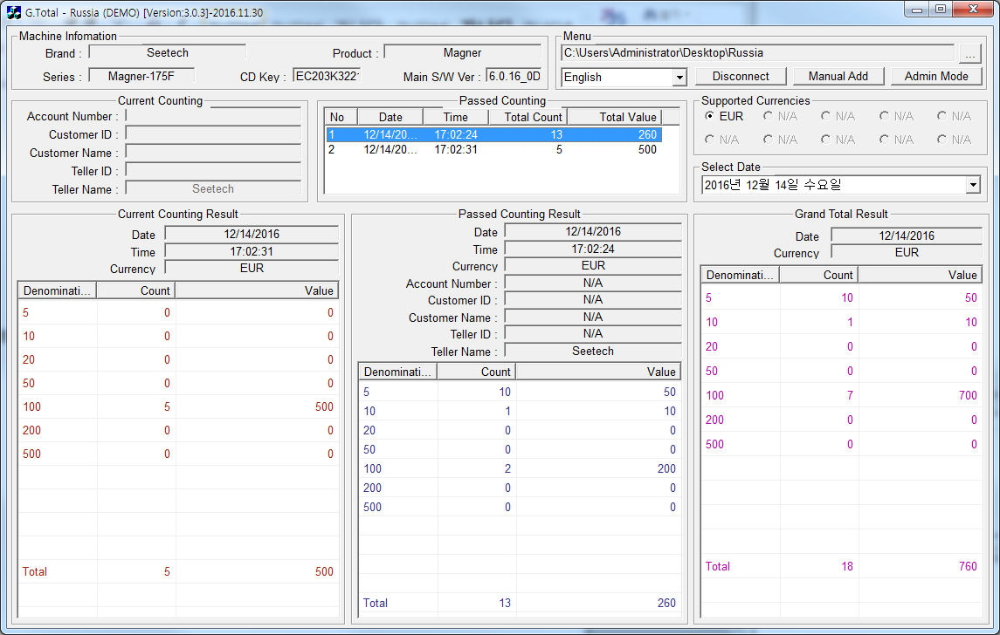 G.Total - Russia (DEMO) [Version:3.0.3]-2016.11.30
Machine Infomation
Brand : Seetech Product : Magner
Series : Magner-175F CD Key : EC203K322 Main S/W Ver : 6.0.16_0D
Menu
C:\Users\Administrator\Desktop\Russia ...
English Disconnect Manual Add Admin Mode
Current Counting
Account Number :
Customer ID :
Customer Name :
Teller ID :
Teller Name : Seetech
Passed Counting
No Date Time Total Count Total Value
1 12/14/20... 17:02:24 13 260
2 12/14/20... 17:02:31 5 500
Supported Currencies
EUR N/A N/A N/A N/A
N/A N/A N/A N/A N/A
Select Date
2016년 12월 14일 수요일
Current Counting Result
Date 12/14/2016
Time 17:02:31
Currency EUR
Denominati... Count Value
5 0 0
10 0 0
20 0 0
50 0 0
100 5 500
200 0 0
500 0 0
Total 5 500
Passed Counting Result
Date 12/14/2016
Time 17:02:24
Currency EUR
Account Number : N/A
Customer ID : N/A
Customer Name : N/A
Teller ID : N/A
Teller Name : Seetech
Denominati... Count Value
5 10 50
10 1 10
20 0 0
50 0 0
100 2 200
200 0 0
500 0 0
Total 13 260
Grand Total Result
Date 12/14/2016
Currency EUR
Denominati... Count Value
5 10 50
10 1 10
20 0 0
50 0 0
100 7 700
200 0 0
500 0 0
Total 18 760